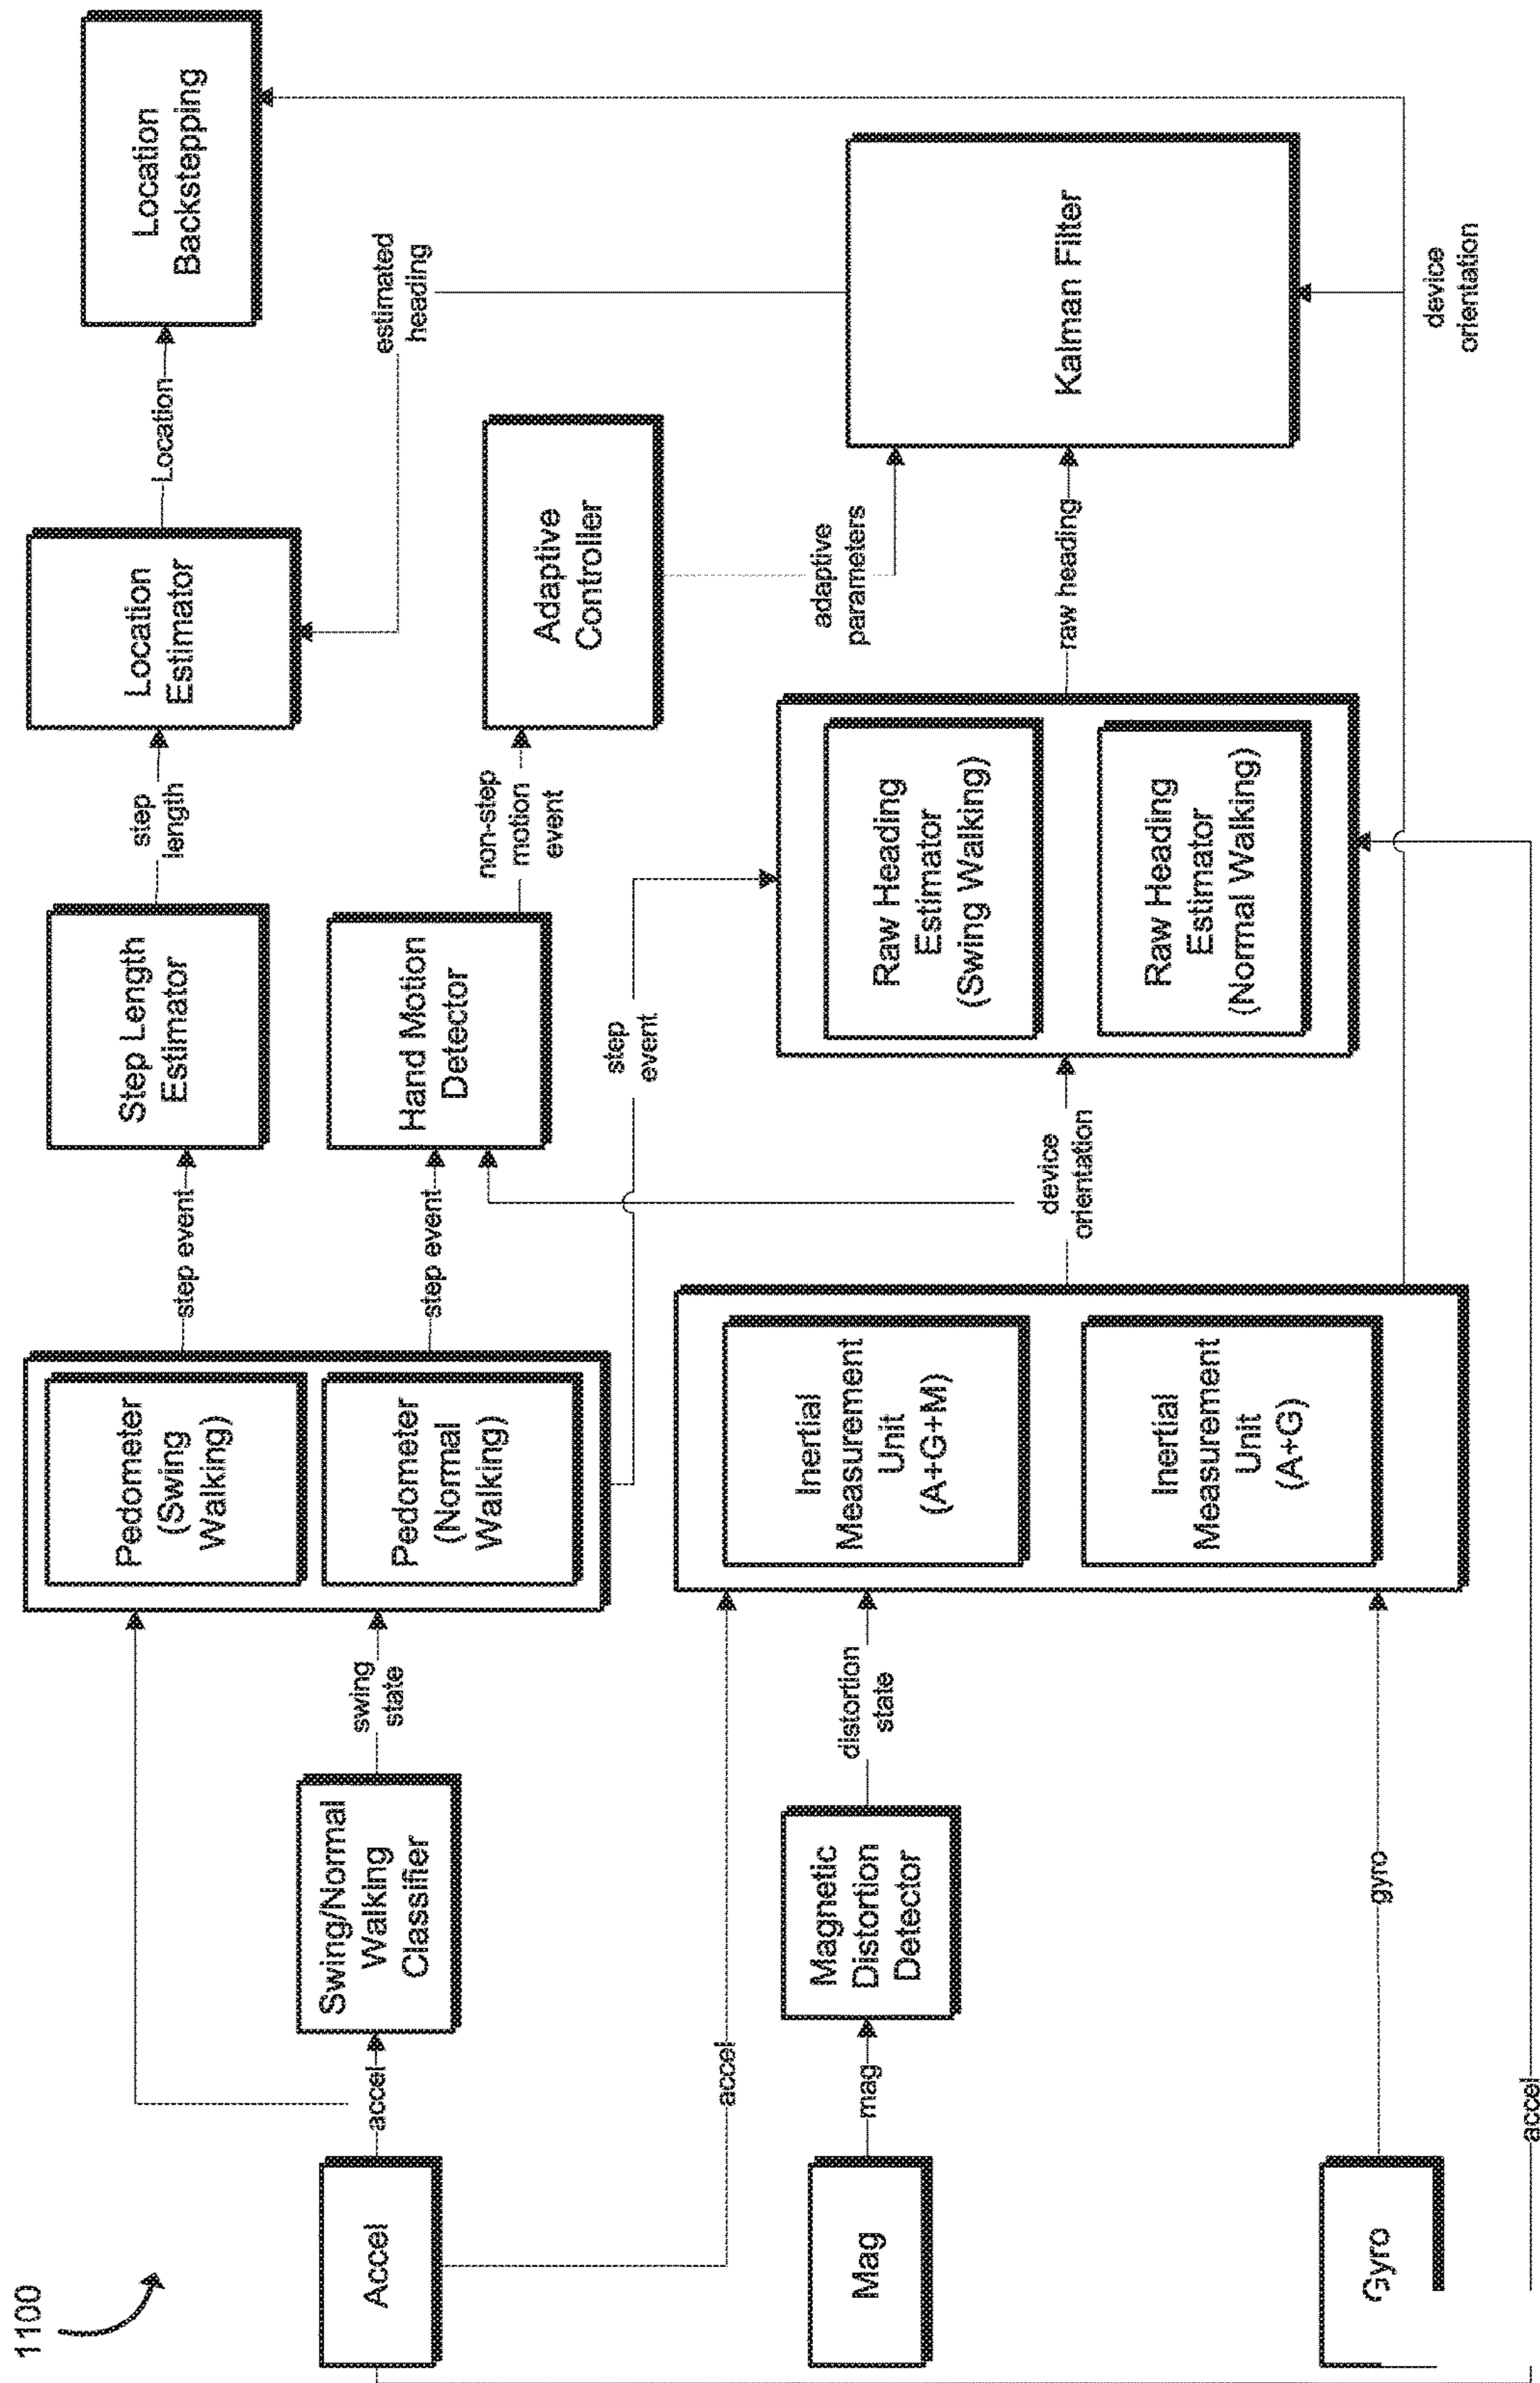 1100
Accel
accel
Swing/Normal
Walking
Classifier
swing
state
Pedometer
(Swing
Walking)
Pedometer
(Normal
Walking)
step event
step event
Step Length
Estimator
step
length
Location
Estimator
Location
Location
Backstepping
Hand Motion
Detector
non-step
motion
event
Adaptive
Controller
estimated
heading
step
event
accel
Mag
mag
Magnetic
Distortion
Detector
distortion
state
Inertial
Measurement
Unit
(A+G+M)
Inertial
Measurement
Unit
(A+G)
device
orientation
Raw Heading
Estimator
(Swing Walking)
Raw Heading
Estimator
(Normal Walking)
adaptive
parameters
raw heading
Kalman Filter
Gyro
gyro
device
orientation
accel